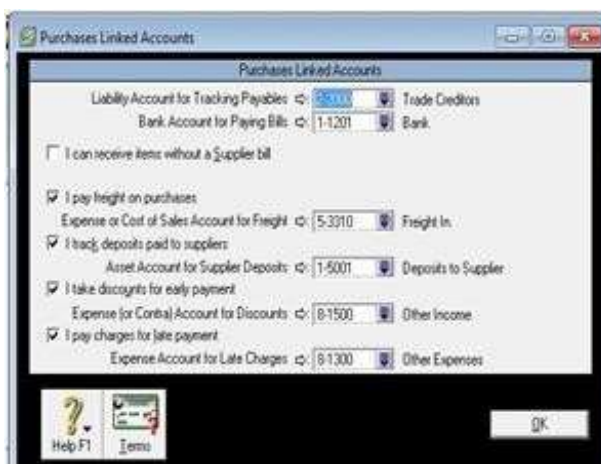 Purchases Linked Accounts
Purchases Linked Accounts
Liability Account for Tracking Payables ⇨ Trade Creditors
Bank Account for Paying Bills ⇨ 1-1201 Bank
I can receive items without a Supplier bill
I pay freight on purchases
Expense or Cost of Sales Account for Freight ⇨ 5-3310 Freight In
I track deposits paid to suppliers
Asset Account for Supplier Deposits ⇨ 1-5001 Deposits to Supplier
I take discounts for early payment
Expense (or Contra) Account for Discounts ⇨ 8-1500 Other Income
I pay charges for late payment
Expense Account for Late Charges ⇨ Other Expenses
Help F1
Terms
OK